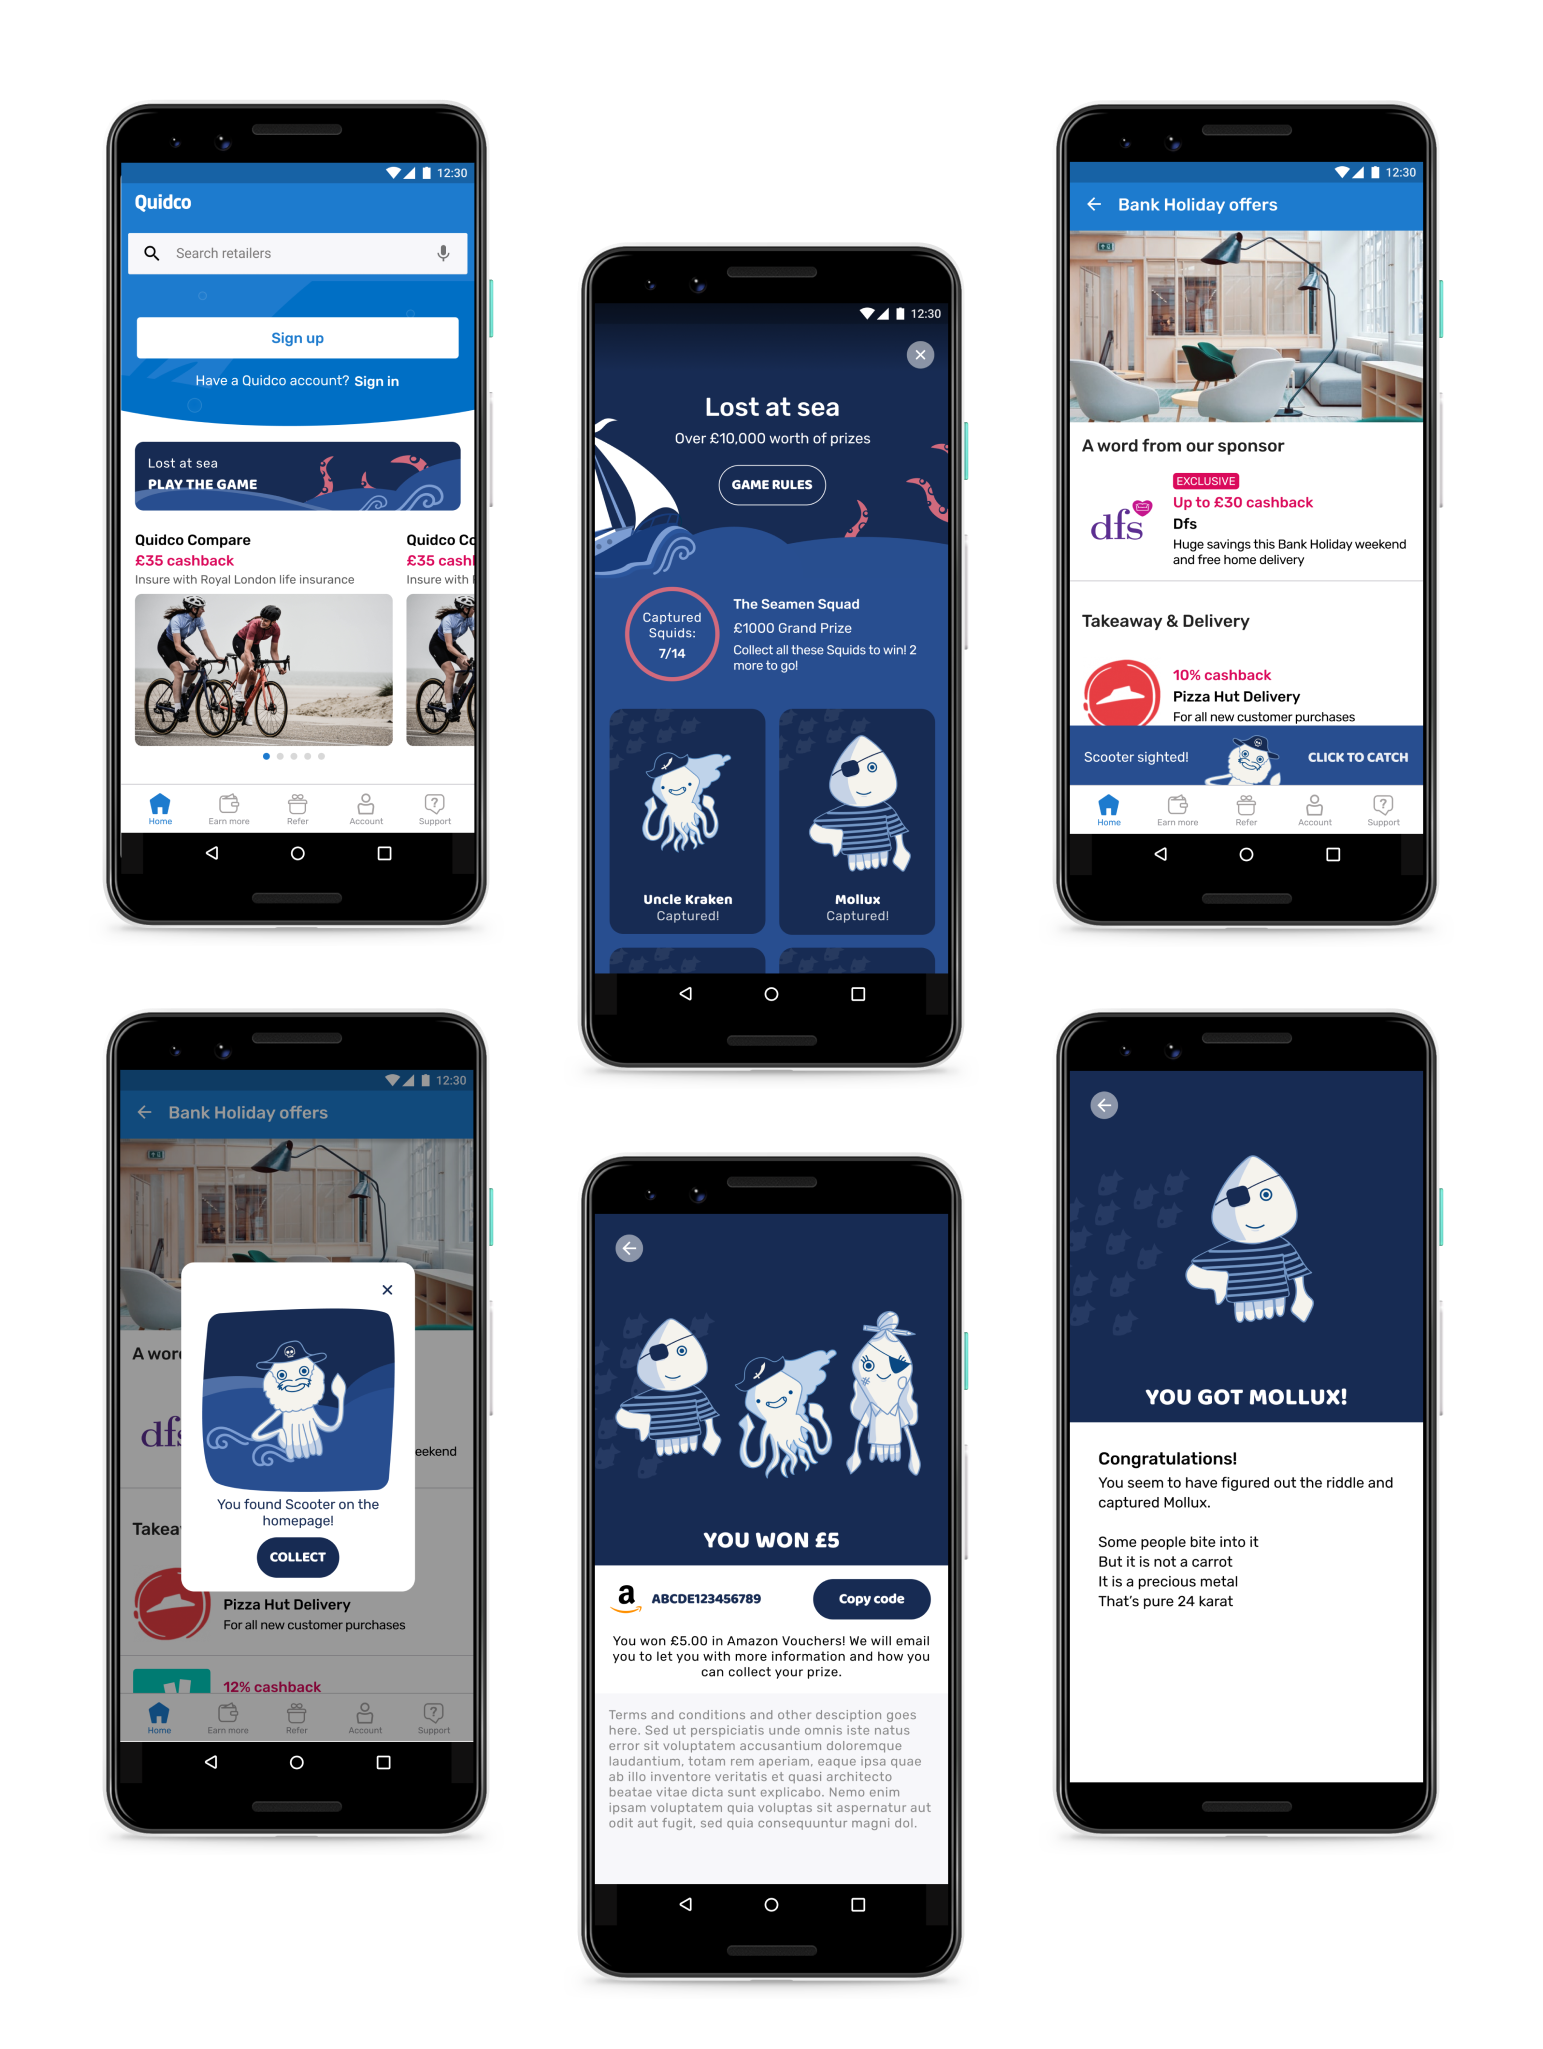 12:30
Quidco
Search retailers
Sign up
Have a Quidco account? Sign in
Lost at sea
PLAY THE GAME
Quidco Compare
£35 cashback
Insure with Royal London life insurance
Quidco Co
£35 cash
Insure with
Home
Earn more
Refer
Account
Support
12:30
Lost at sea
Over £10,000 worth of prizes
GAME RULES
Captured
Squids:
7/14
The Seamen Squad
£1000 Grand Prize
Collect all these Squids to win! 2
more to go!
Uncle Kraken
Captured!
Mollux
Captured!
12:30
Bank Holiday offers
A word from our sponsor
dfs
EXCLUSIVE
Up to £30 cashback
Dfs
Huge savings this Bank Holiday weekend
and free home delivery
Takeaway & Delivery
10% cashback
Pizza Hut Delivery
For all new customer purchases
Scooter sighted!
CLICK TO CATCH
Home
Earn more
Refer
Account
Support
12:30
Bank Holiday offers
A wor
dfs
eekend
You found Scooter on the
homepage!
COLLECT
Takea
Pizza Hut Delivery
For all new customer purchases
12% cashback
Home
Earn more
Refer
Account
Support
YOU WON £5
a
ABCDE123456789
Copy code
You won £5.00 in Amazon Vouchers! We will email
you to let you with more information and how you
can collect your prize.
Terms and conditions and other desciption goes
here. Sed ut perspiciatis unde omnis iste natus
error sit voluptatem accusantium doloremque
laudantium, totam rem aperiam, eaque ipsa quae
ab illo inventore veritatis et quasi architecto
beatae vitae dicta sunt explicabo. Nemo enim
ipsam voluptatem quia voluptas sit aspernatur aut
odit aut fugit, sed quia consequuntur magni dol.
YOU GOT MOLLUX!
Congratulations!
You seem to have figured out the riddle and
captured Mollux.
Some people bite into it
But it is not a carrot
It is a precious metal
That's pure 24 karat